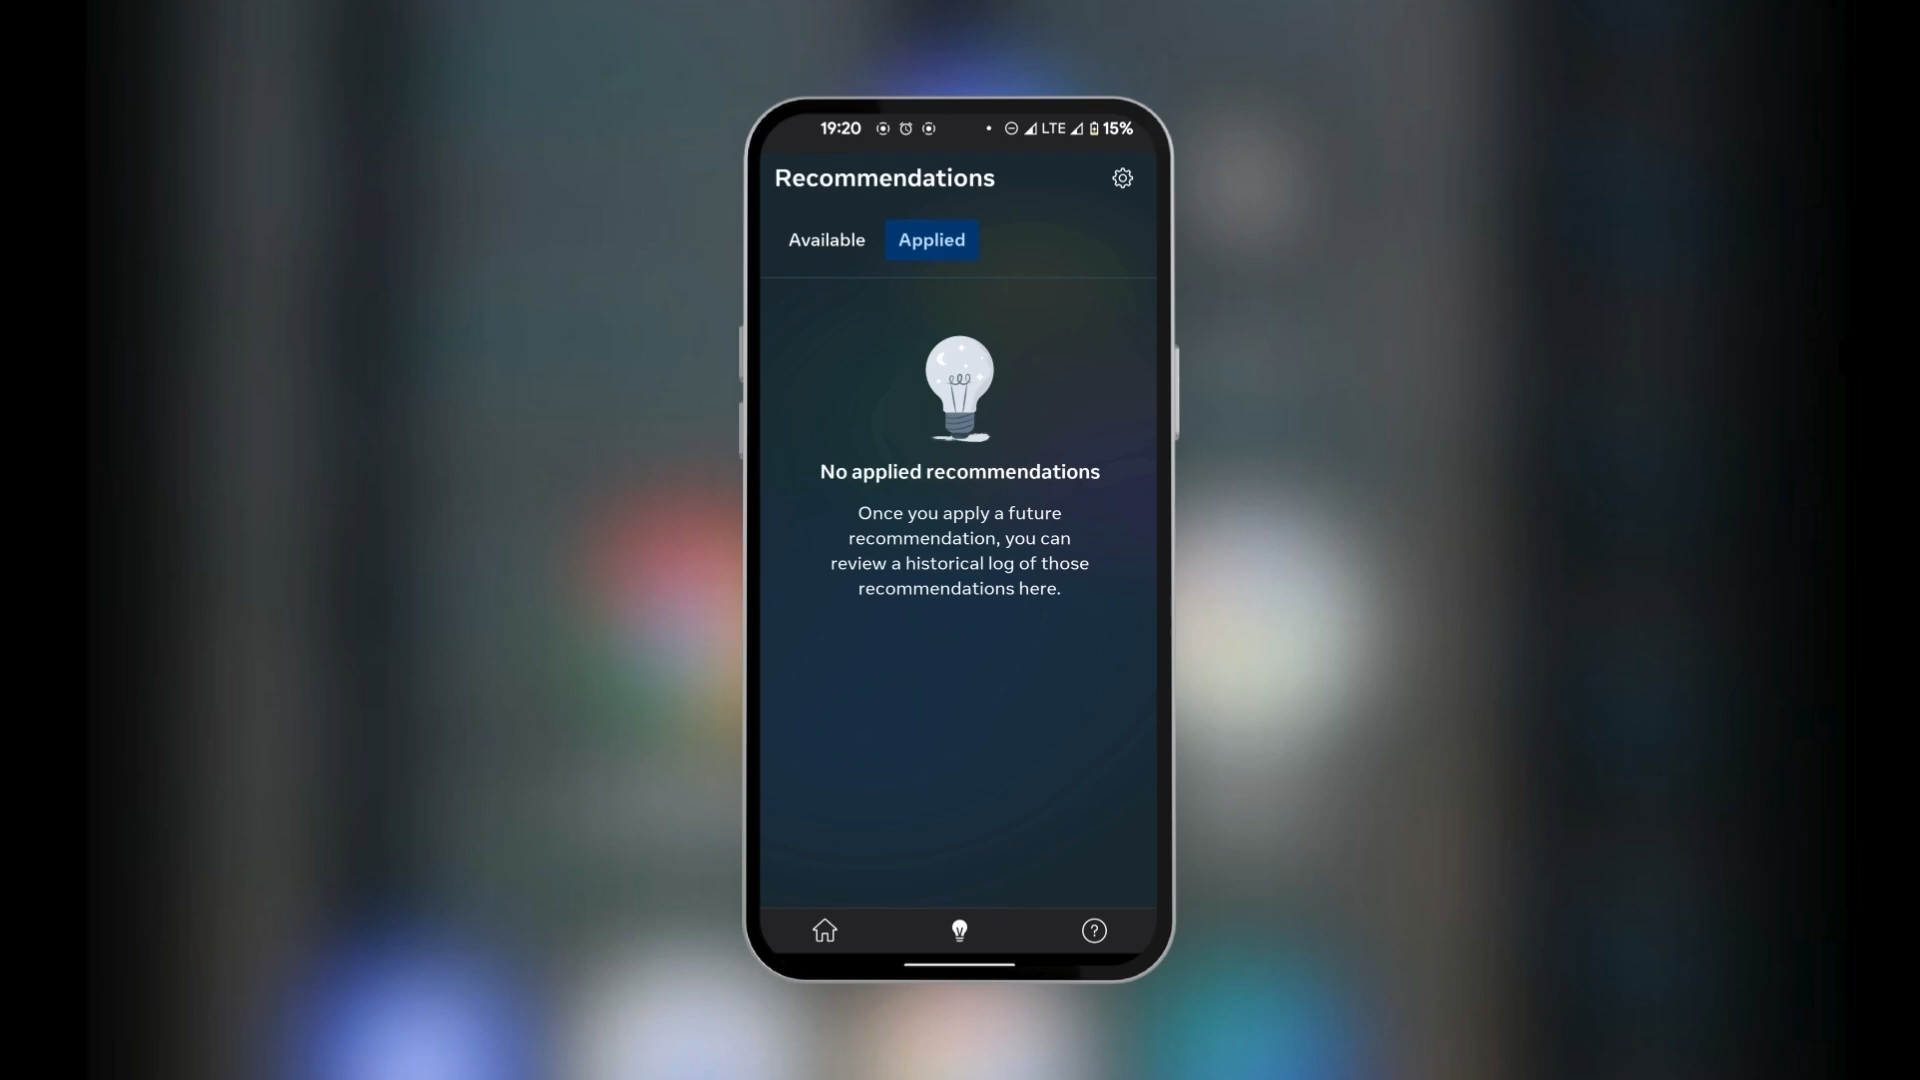 19:20 LTE 15%
Recommendations
Available Applied
No applied recommendations
Once you apply a future
recommendation, you can
review a historical log of those
recommendations here.
?